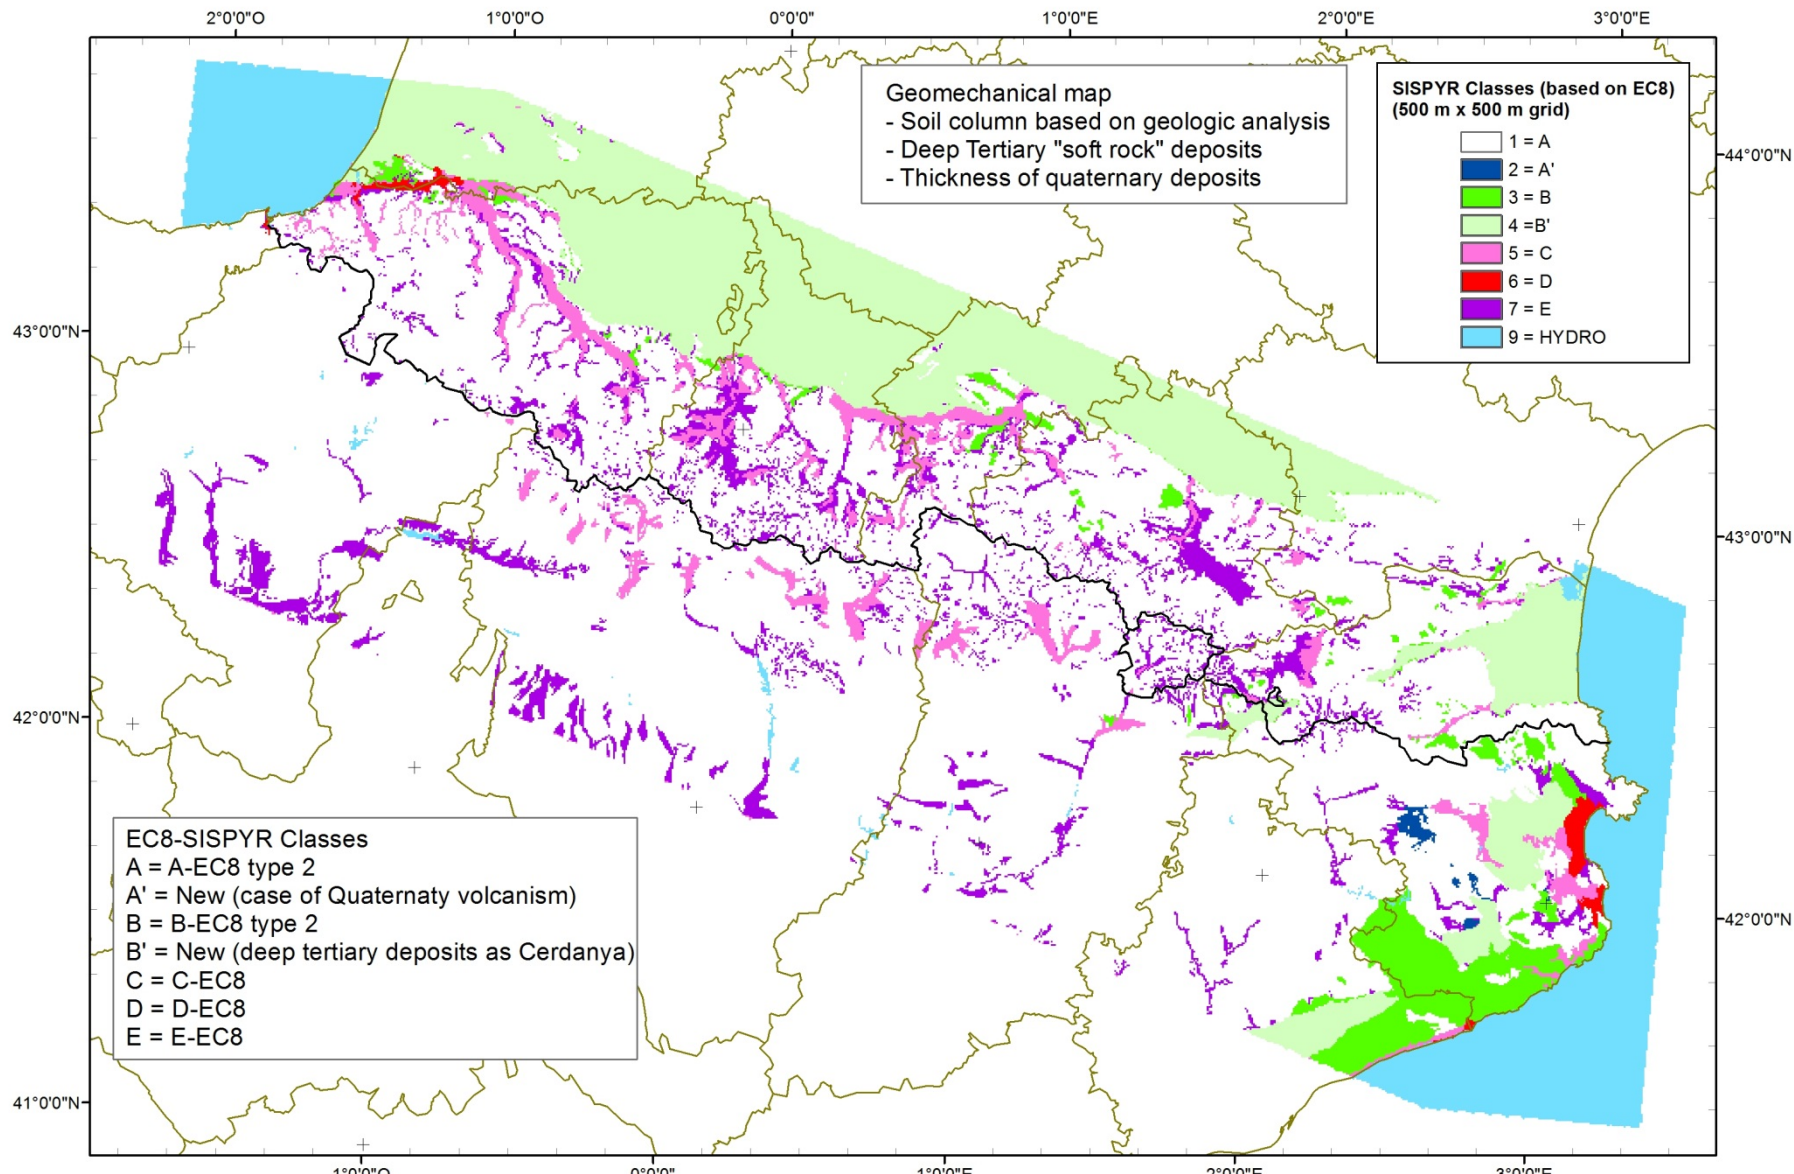 2°0'0"O 1°0'0"O 0°0'0" 1°0'0"E 2°0'0"E 3°0'0"E
Geomechanical map
- Soil column based on geologic analysis
- Deep Tertiary "soft rock" deposits
- Thickness of quaternary deposits
SISPYR Classes (based on EC8)
(500 m x 500 m grid)
1 = A
2 = A'
3 = B
4 =B'
5 = C
6 = D
7 = E
9 = HYDRO
44°0'0"N
43°0'0"N
43°0'0"N
42°0'0"N
42°0'0"N
41°0'0"N
EC8-SISPYR Classes
A = A-EC8 type 2
A' = New (case of Quaternaty volcanism)
B = B-EC8 type 2
B' = New (deep tertiary deposits as Cerdanya)
C = C-EC8
D = D-EC8
E = E-EC8
1°0'0"O 0°0'0" 1°0'0"E 2°0'0"E 3°0'0"E